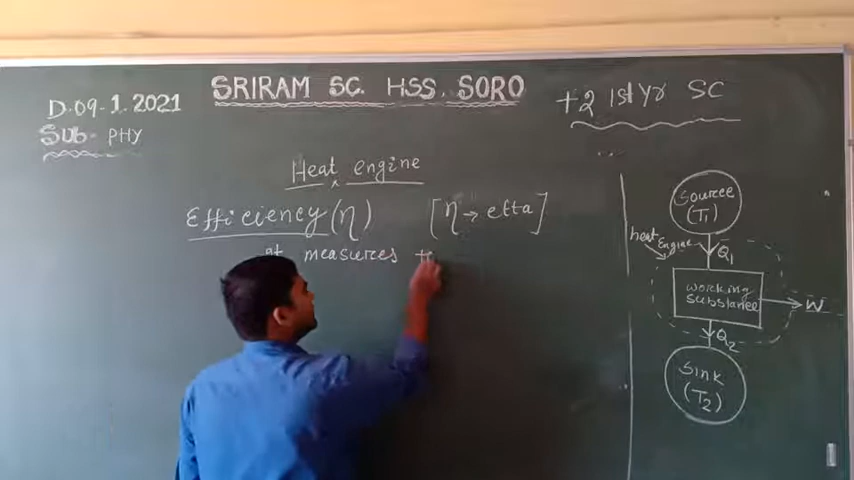 SRIRAM SC. HSS. SORO
+2 1st Yr SC
D-09-1.2021
Sub- PHY
Heat engine
Efficiency (η) [η → etta]
at measures t
Source
(T1)
heat Engine
Q1
working
substance
W
Q2
Sink
(T2)